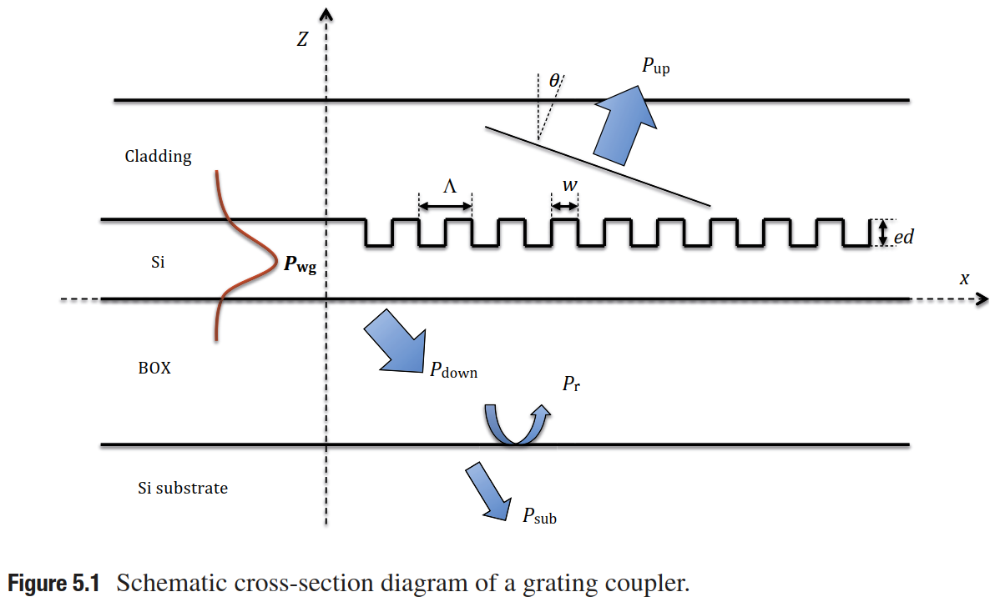 Z
θ
P_up
Cladding
Λ
w
ed
Si
P_wg
x
BOX
P_down
P_r
Si substrate
P_sub
Figure 5.1 Schematic cross-section diagram of a grating coupler.